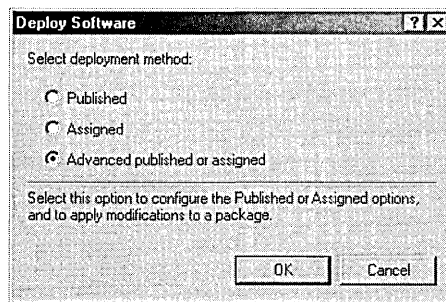 Deploy Software
Select deployment method:
Published
Assigned
Advanced published or assigned
Select this option to configure the Published or Assigned options,
and to apply modifications to a package.
OK Cancel